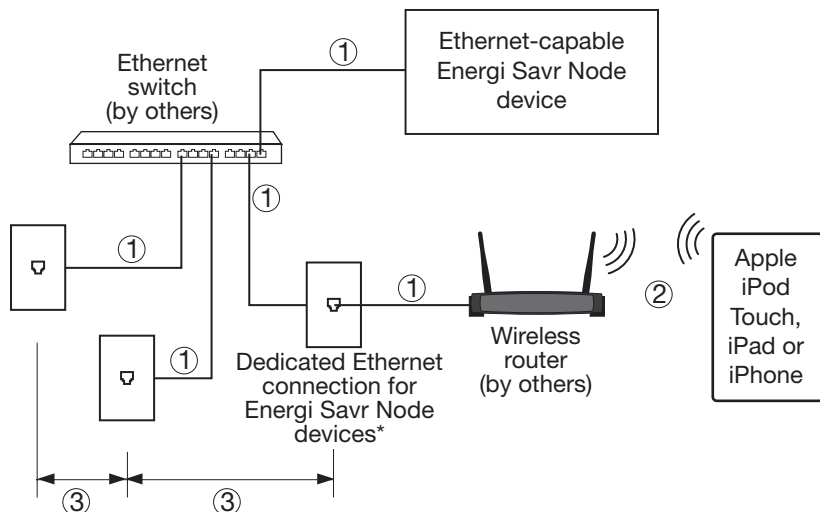 ①
Ethernet-capable
Energi Savr Node
device
Ethernet
switch
(by others)
①
①
①
①
Dedicated Ethernet
connection for
Energi Savr Node
devices*
Wireless
router
(by others)
②
Apple
iPod
Touch,
iPad or
iPhone
③
③